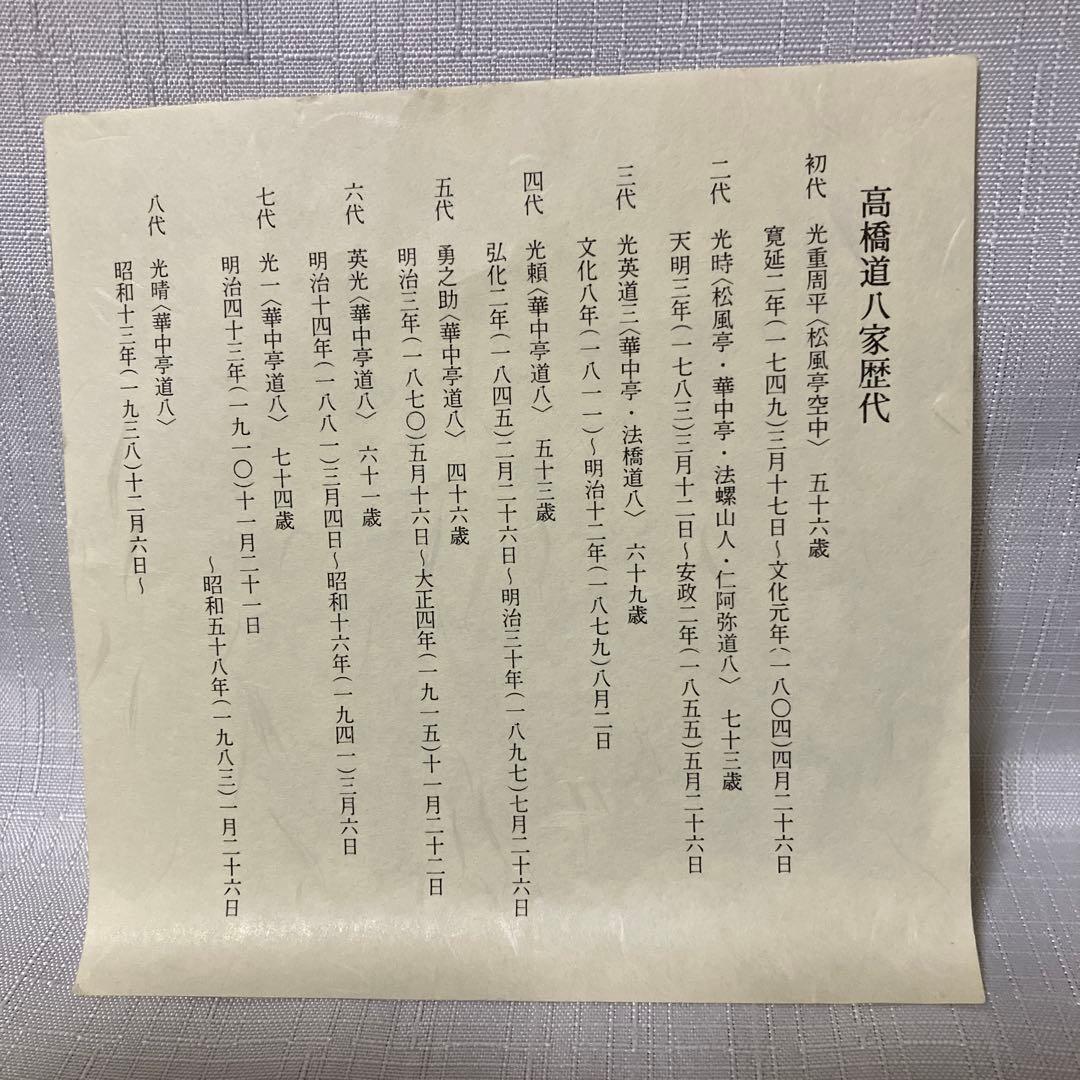 高橋道八家歴代
初代 光重周平〈松風亭空中〉 五十六歳
寛延二年(一七四九)三月十七日〜文化元年(一八〇四)四月二十六日
二代 光時〈松風亭・華中亭・法螺山人・仁阿弥道八〉 七十三歳
天明三年(一七八三)三月十二日〜安政二年(一八五五)五月二十六日
三代 光英道三〈華中亭・法橋道八〉 六十九歳
文化八年(一八一一)〜明治十二年(一八七九)八月二日
四代 光頼〈華中亭道八〉 五十三歳
弘化二年(一八四五)二月二十六日〜明治三十年(一八九七)七月二十六日
五代 勇之助〈華中亭道八〉 四十六歳
明治三年(一八七〇)五月十六日〜大正四年(一九一五)十一月二十二日
六代 英光〈華中亭道八〉 六十一歳
明治十四年(一八八一)三月四日〜昭和十六年(一九四一)三月六日
七代 光一〈華中亭道八〉 七十四歳
明治四十三年(一九一〇)十一月二十一日
〜昭和五十八年(一九八三)一月二十六日
八代 光晴〈華中亭道八〉
昭和十三年(一九三八)十二月六日〜